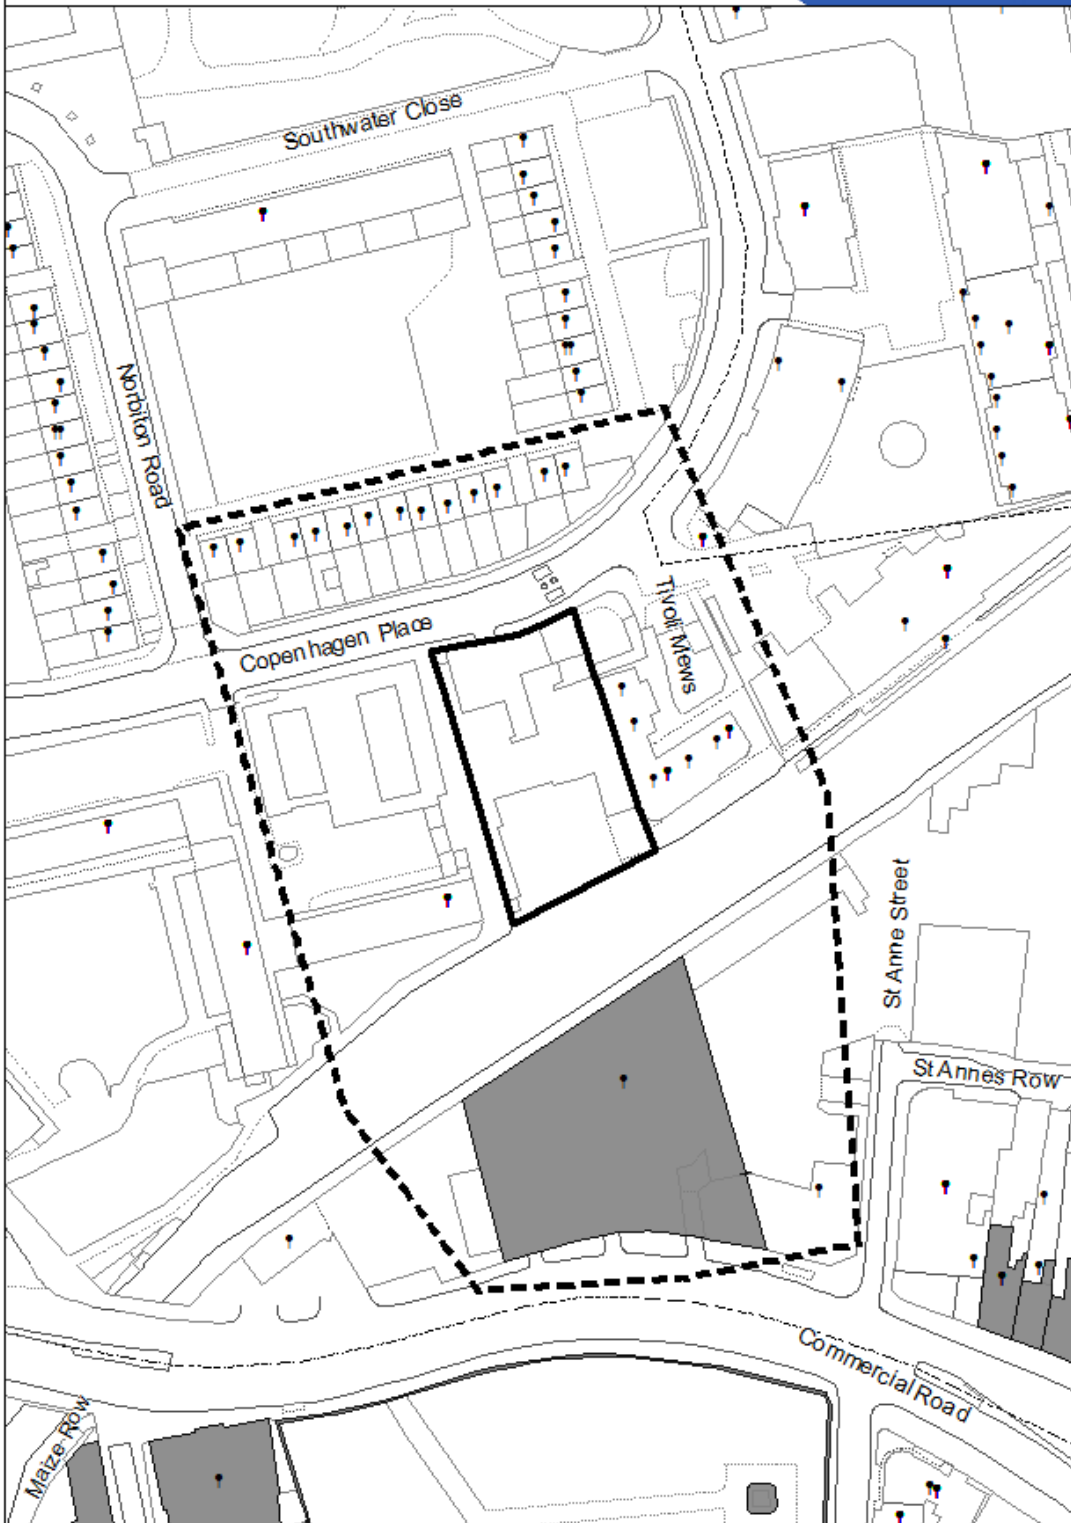 Southwater Close
Norbiton Road
Copenhagen Place
Tivoli Mews
St Anne Street
St Annes Row
Commercial Road
Maize Row